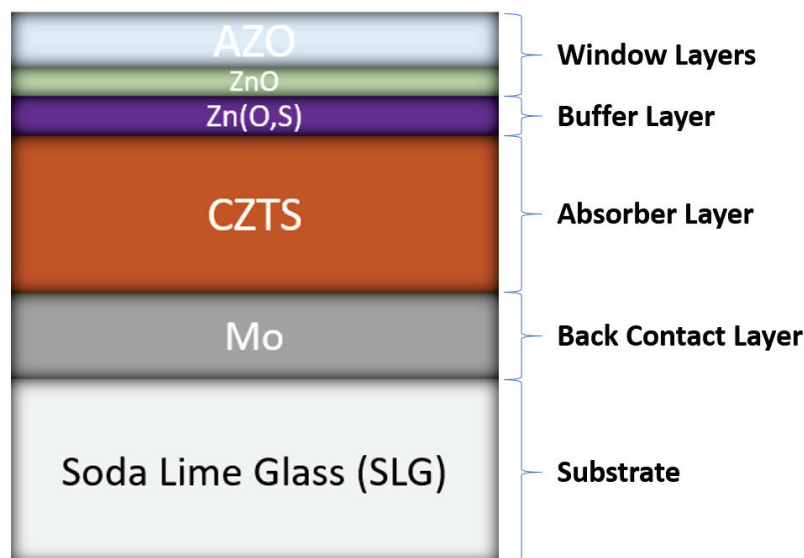 AZO
Window Layers
ZnO
Zn(O,S)
Buffer Layer
CZTS
Absorber Layer
Mo
Back Contact Layer
Soda Lime Glass (SLG)
Substrate